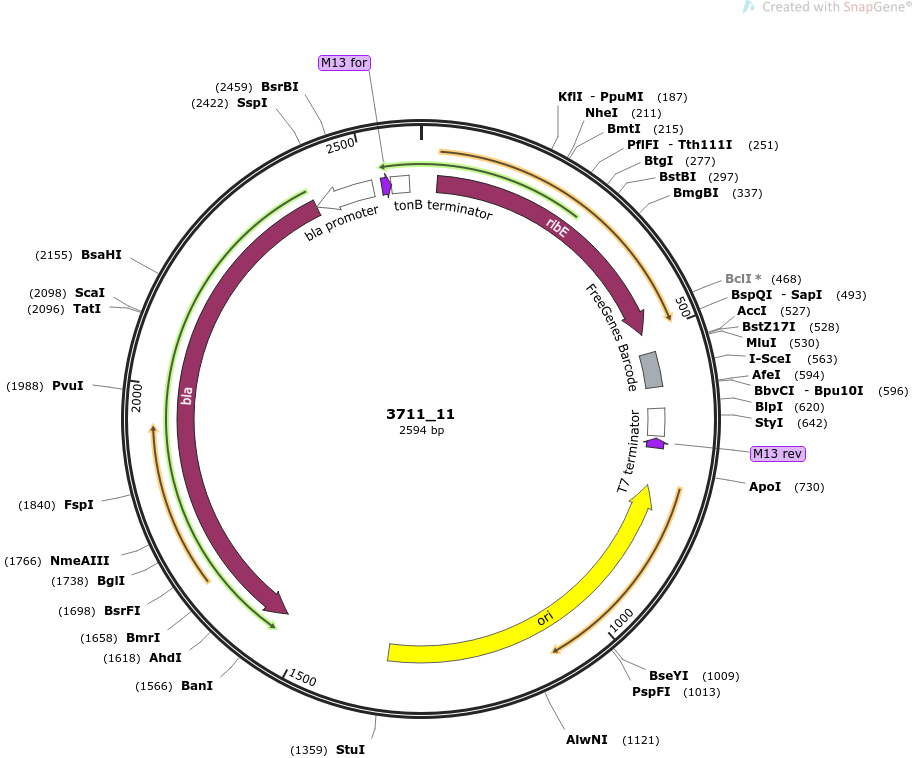 Created with SnapGene®
M13 for
(2459) BsrBI
(2422) SspI
2500
KflI - PpuMI (187)
NheI (211)
BmtI (215)
PflFI - Tth111I (251)
BtgI (277)
BstBI (297)
BmgBI (337)
bla promoter
tonB terminator
ribE
(2155) BsaHI
(2098) ScaI
(2096) TatI
BclI * (468)
BspQI - SapI (493)
500
AccI (527)
BstZ17I (528)
MluI (530)
I-SceI (563)
AfeI (594)
BbvCI - Bpu10I (596)
BlpI (620)
StyI (642)
FreeGenes Barcode
(1988) PvuI
2000
bla
3711_11
2594 bp
T7 terminator
M13 rev
ApoI (730)
(1840) FspI
(1766) NmeAIII
(1738) BglI
(1698) BsrFI
(1658) BmrI
(1618) AhdI
(1566) BanI
1500
ori
1000
BseYI (1009)
PspFI (1013)
(1359) StuI
AlwNI (1121)